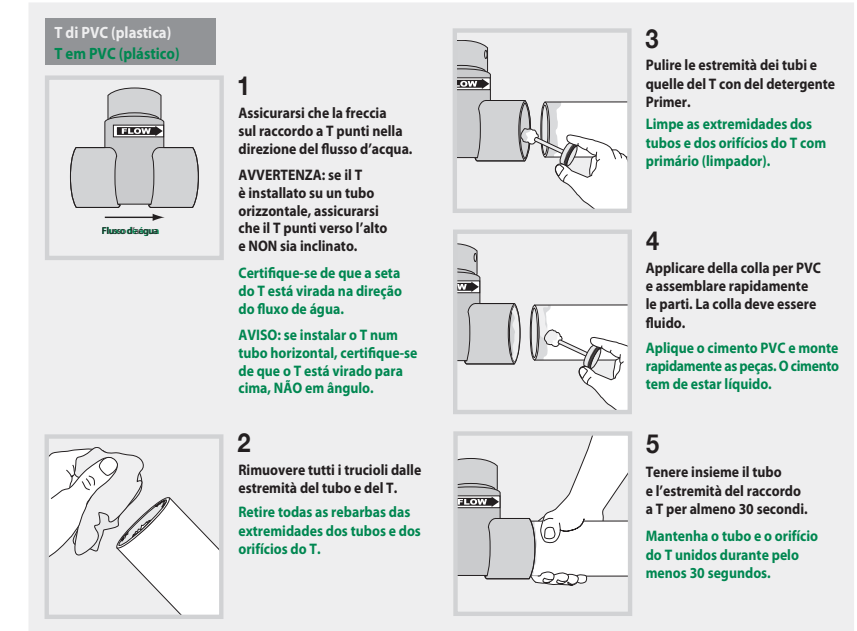 T di PVC (plastica)
T em PVC (plástico)
FLOW
1
Assicurarsi che la freccia
sul raccordo a T punti nella
direzione del flusso d’acqua.
AVVERTENZA: se il T
è installato su un tubo
orizzontale, assicurarsi
che il T punti verso l’alto
e NON sia inclinato.
Certifique-se de que a seta
do T está virada na direção
do fluxo de água.
AVISO: se instalar o T num
tubo horizontal, certifique-se
de que o T está virado para
cima, NÃO em ângulo.
2
Rimuovere tutti i trucioli dalle
estremità del tubo e del T.
Retire todas as rebarbas das
extremidades dos tubos e dos
orifícios do T.
3
Pulire le estremità dei tubi e
quelle del T con del detergente
Primer.
Limpe as extremidades dos
tubos e dos orifícios do T com
primário (limpador).
4
Applicare della colla per PVC
e assemblare rapidamente
le parti. La colla deve essere
fluido.
Aplique o cimento PVC e monte
rapidamente as peças. O cimento
tem de estar líquido.
FLOW
5
Tenere insieme il tubo
e l’estremità del raccordo
a T per almeno 30 secondi.
Mantenha o tubo e o orifício
do T unidos durante pelo
menos 30 segundos.